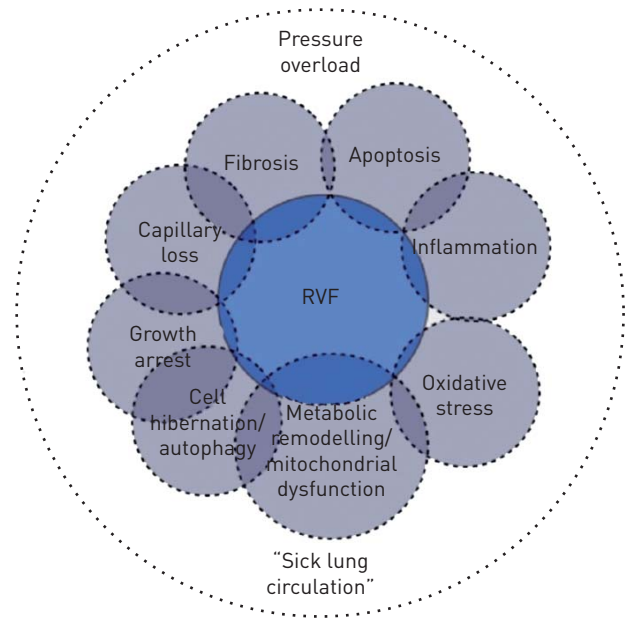 Pressure
overload
Fibrosis
Apoptosis
Capillary
loss
Inflammation
RVF
Growth
arrest
Oxidative
stress
Cell
hibernation/
autophagy
Metabolic
remodelling/
mitochondrial
dysfunction
“Sick lung
circulation”